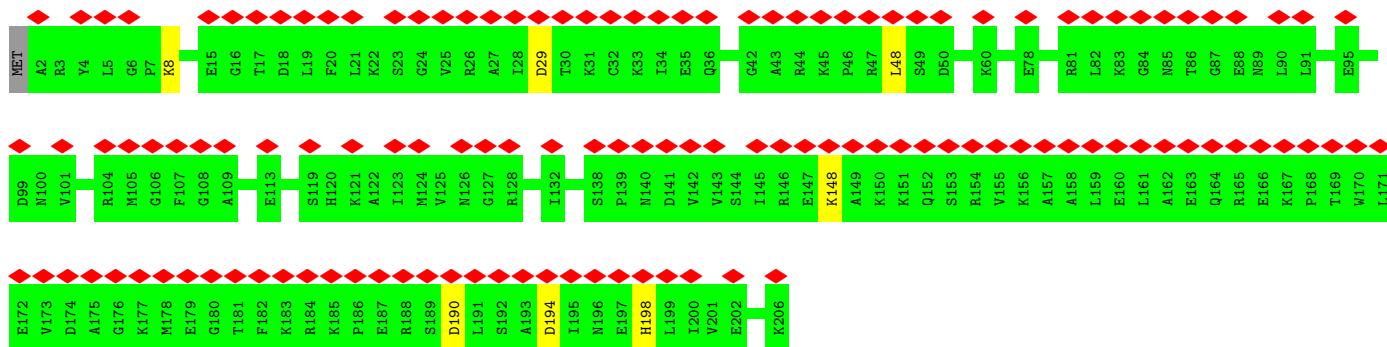 MET A2 R3 Y4 L5 G6 P7 K8 E15 G16 T17 D18 L19 F20 L21 K22 S23 G24 V25 R26 A27 I28 D29 T30 K31 C32 K33 I34 E35 Q36 G42 A43 R44 K45 P46 R47 L48 S49 D50 K60 E78 R81 L82 K83 G84 N85 T86 G87 E88 N89 L90 L91 E95
D99 N100 V101 R104 M105 G106 F107 G108 A109 E113 S119 H120 K121 A122 I123 M124 V125 N126 G127 R128 I132 S138 P139 N140 D141 V142 V143 S144 I145 R146 E147 K148 A149 K150 K151 Q152 S153 R154 V155 K156 A157 A158 L159 E160 L161 A162 E163 Q164 R165 E166 K167 P168 T169 W170 L171
E172 V173 D174 A175 G176 K177 M178 E179 G180 T181 F182 K183 R184 K185 P186 E187 R188 S189 D190 L191 S192 A193 D194 I195 N196 E197 H198 L199 I200 V201 E202 K206